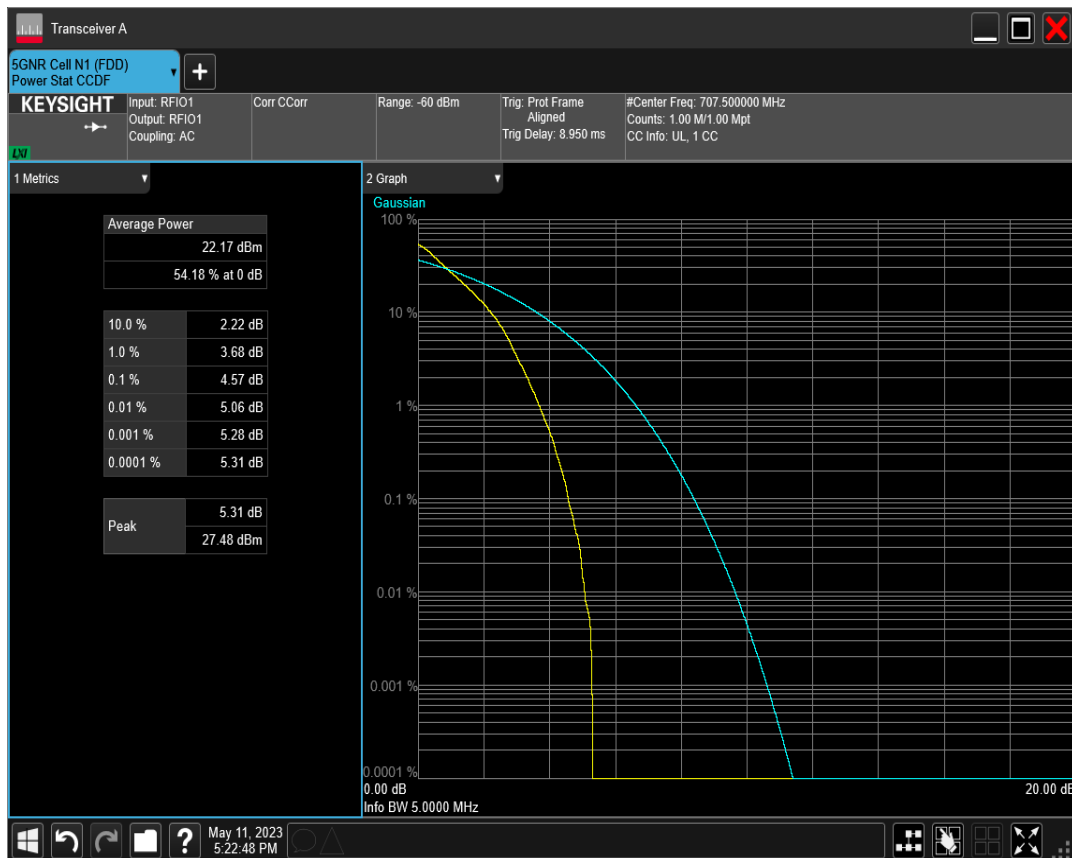 Transceiver A
5GNR Cell N1 (FDD)
Power Stat CCDF
KEYSIGHT
LXI
Input: RFIO1
Output: RFIO1
Coupling: AC
Corr CCorr
Range: -60 dBm
Trig: Prot Frame
Aligned
Trig Delay: 8.950 ms
#Center Freq: 707.500000 MHz
Counts: 1.00 M/1.00 Mpt
CC Info: UL, 1 CC
1 Metrics
Average Power
22.17 dBm
54.18 % at 0 dB
10.0 % 2.22 dB
1.0 % 3.68 dB
0.1 % 4.57 dB
0.01 % 5.06 dB
0.001 % 5.28 dB
0.0001 % 5.31 dB
Peak
5.31 dB
27.48 dBm
2 Graph
Gaussian
100 %
10 %
1 %
0.1 %
0.01 %
0.001 %
0.0001 %
0.00 dB 20.00 dB
Info BW 5.0000 MHz
May 11, 2023
5:22:48 PM